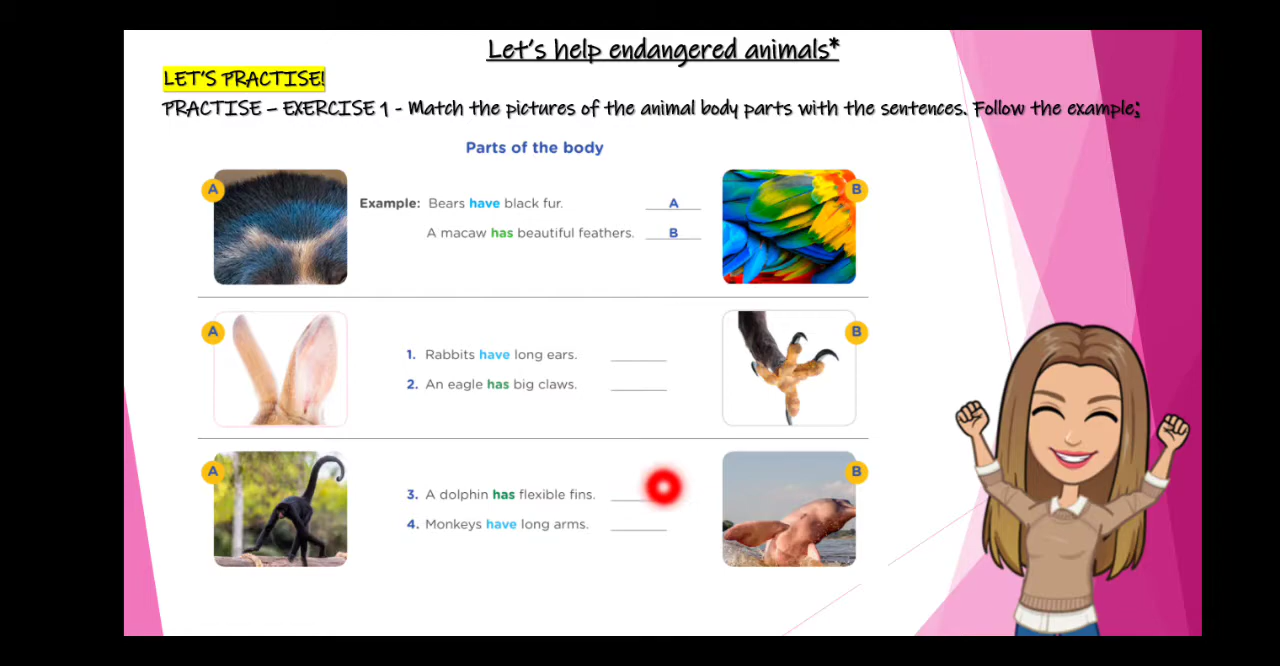 Let's help endangered animals*
LET'S PRACTISE!
PRACTISE – EXERCISE 1 - Match the pictures of the animal body parts with the sentences. Follow the example;
Parts of the body
A
B
Example: Bears have black fur. A
A macaw has beautiful feathers. B
A
B
1. Rabbits have long ears.
2. An eagle has big claws.
A
B
3. A dolphin has flexible fins.
4. Monkeys have long arms.